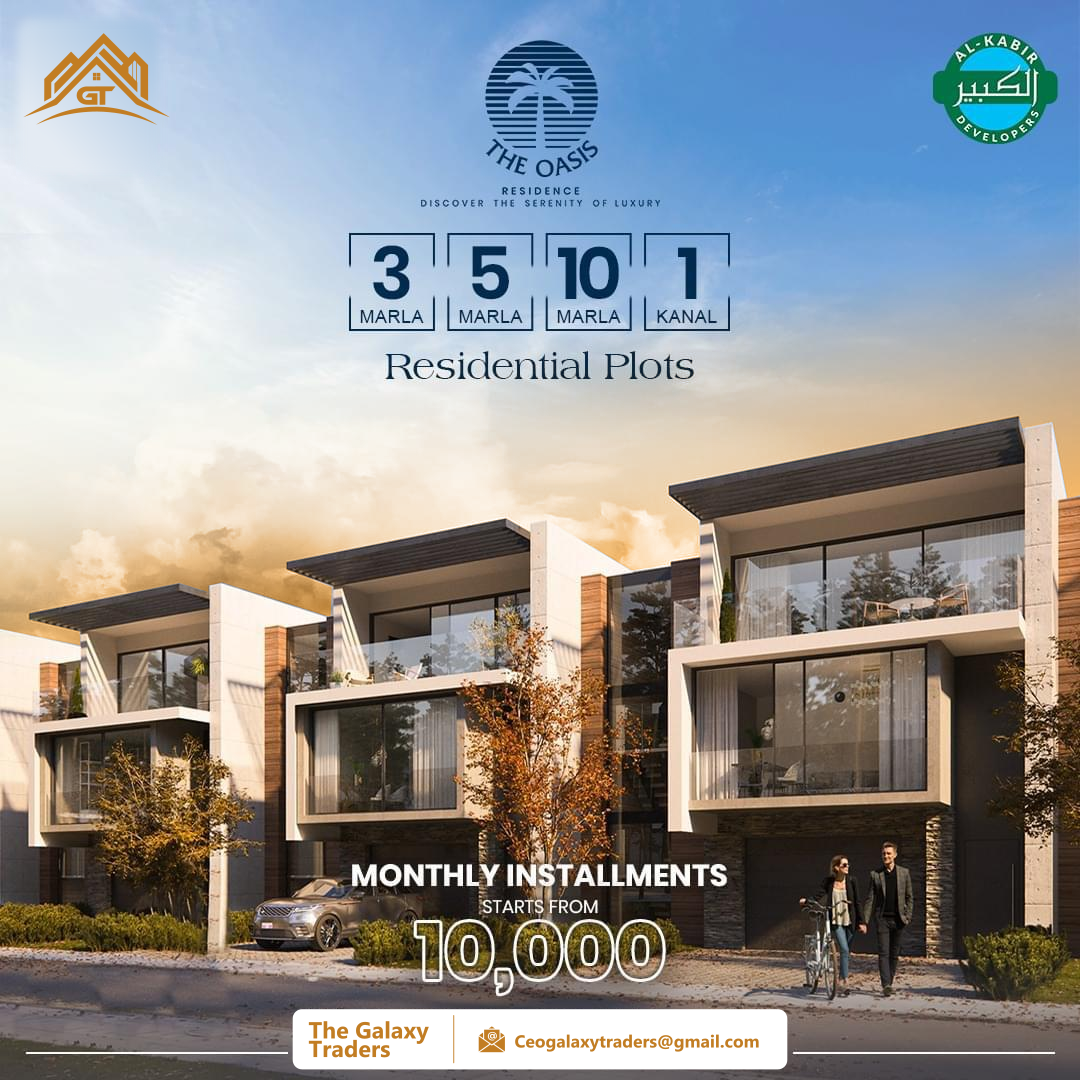 GT
THE OASIS
RESIDENCE
DISCOVER THE SERENITY OF LUXURY
AL-KABIR
الكبير
DEVELOPERS
3 5 10 1
MARLA MARLA MARLA KANAL
Residential Plots
MONTHLY INSTALLMENTS
STARTS FROM
10,000
The Galaxy
Traders
Ceogalaxytraders@gmail.com